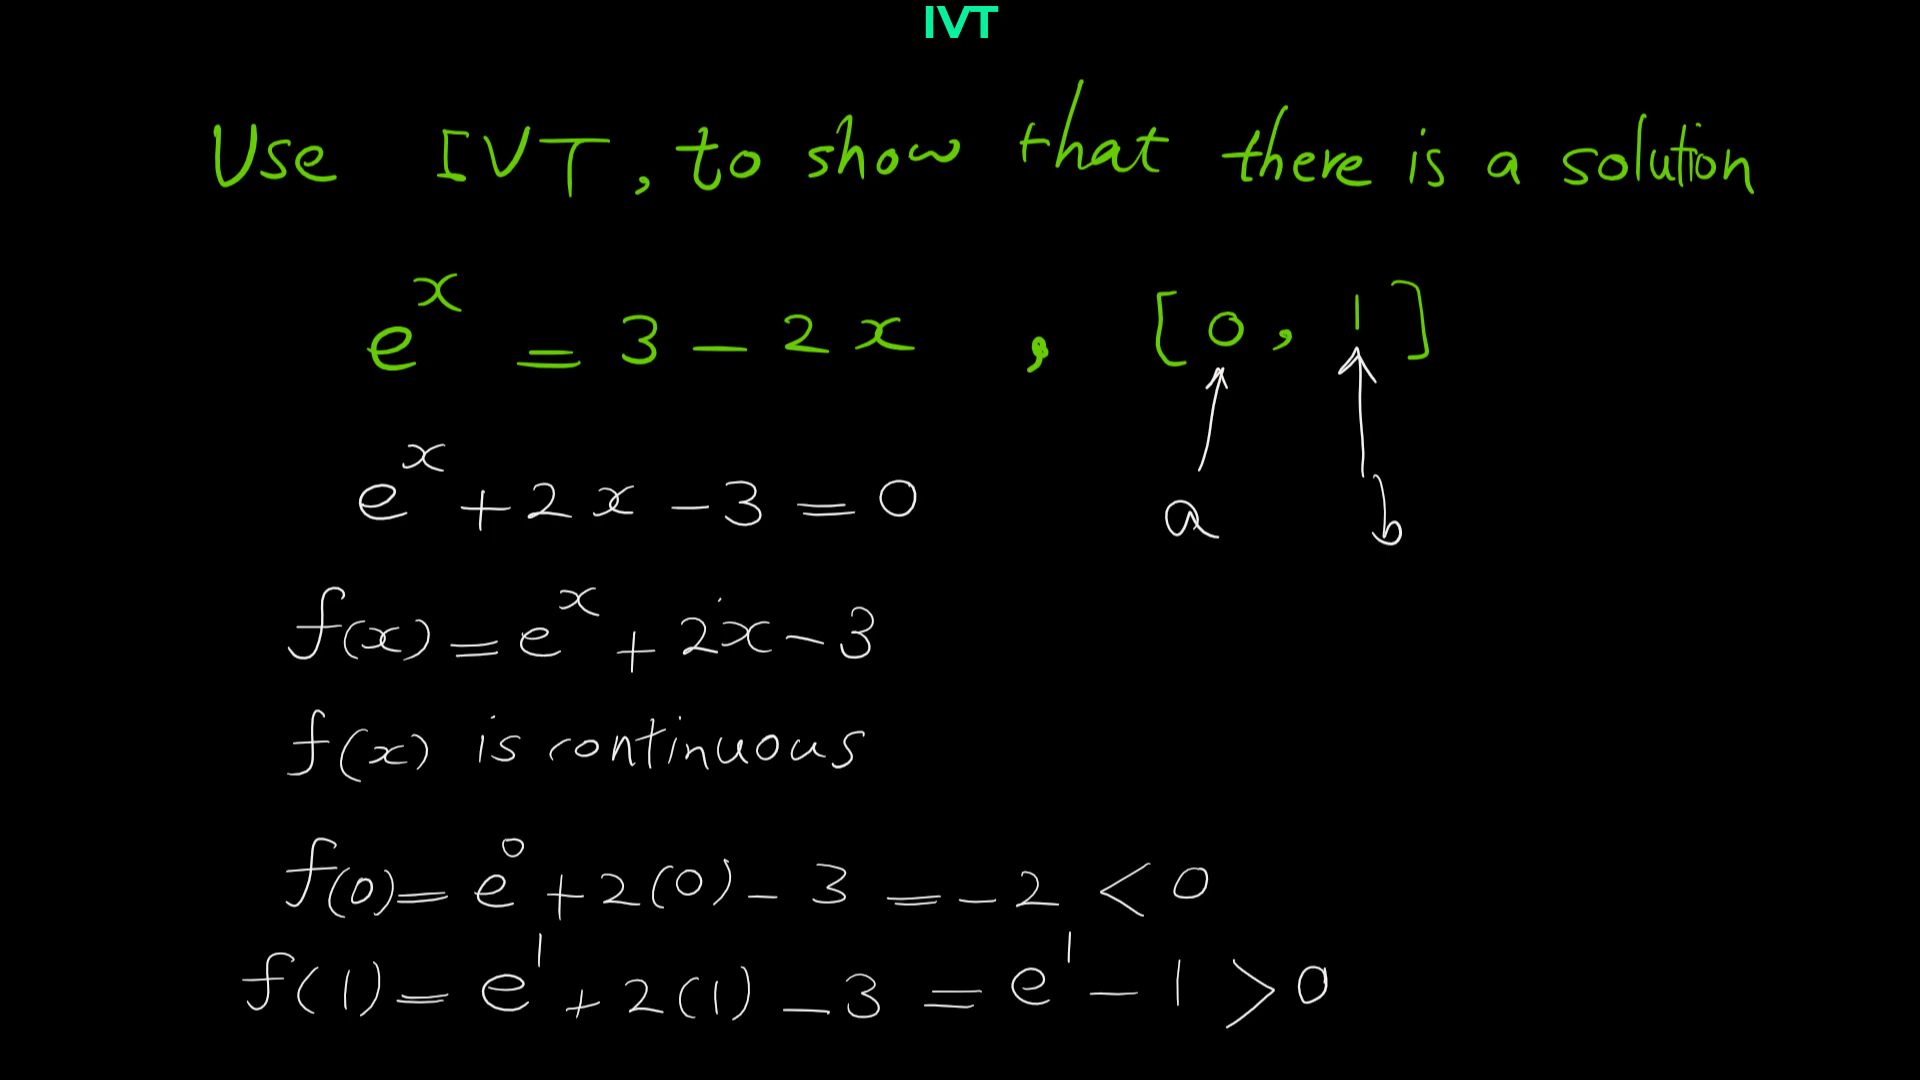 IVT
Use IVT, to show that there is a solution
e^x = 3 - 2x , [0, 1]
e^x + 2x - 3 = 0
a b
f(x) = e^x + 2x - 3
f(x) is continuous
f(0) = e^0 + 2(0) - 3 = -2 < 0
f(1) = e^1 + 2(1) - 3 = e^1 - 1 > 0